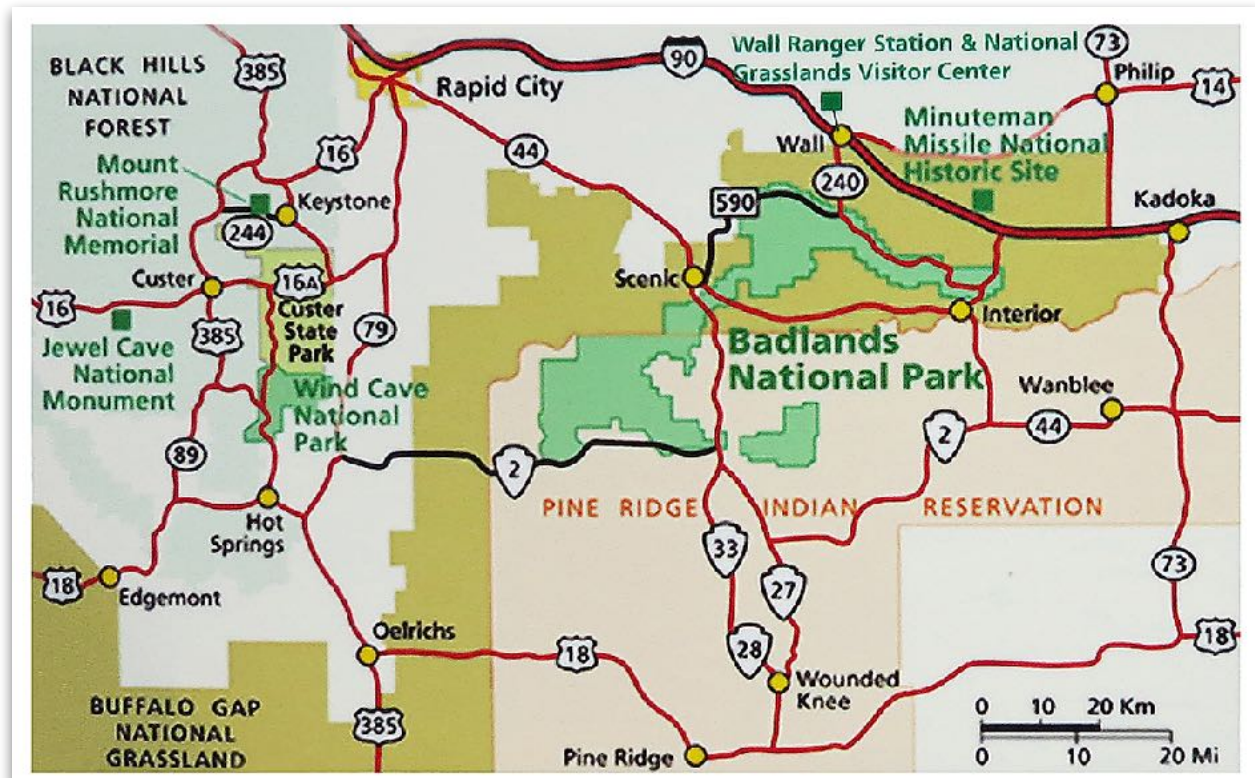 BLACK HILLS
NATIONAL
FOREST
385
Rapid City
90
Wall Ranger Station & National
Grasslands Visitor Center
73
Philip
14
Mount
Rushmore
National
Memorial
16
Keystone
244
44
Wall
240
Minuteman
Missile National
Historic Site
590
Kadoka
Custer
16A
16
Custer
State
Park
385
79
Scenic
Interior
Jewel Cave
National
Monument
Wind Cave
National
Park
Badlands
National Park
Wanblee
2
44
89
2
Hot
Springs
PINE RIDGE INDIAN RESERVATION
33
27
73
18
Edgemont
Oelrichs
18
28
18
Wounded
Knee
BUFFALO GAP
NATIONAL
GRASSLAND
385
Pine Ridge
0 10 20 Km
0 10 20 Mi